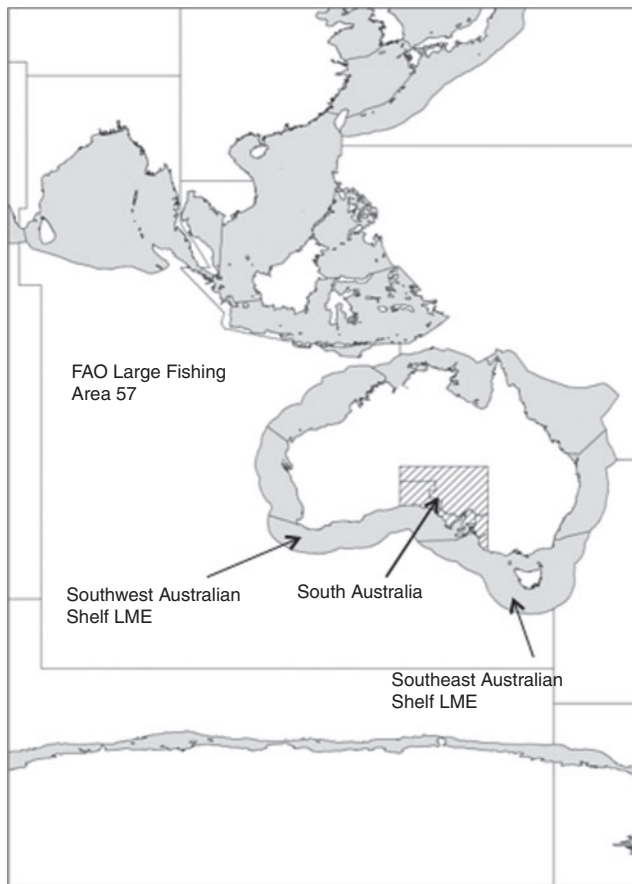 FAO Large Fishing
Area 57
Southwest Australian
Shelf LME
South Australia
Southeast Australian
Shelf LME